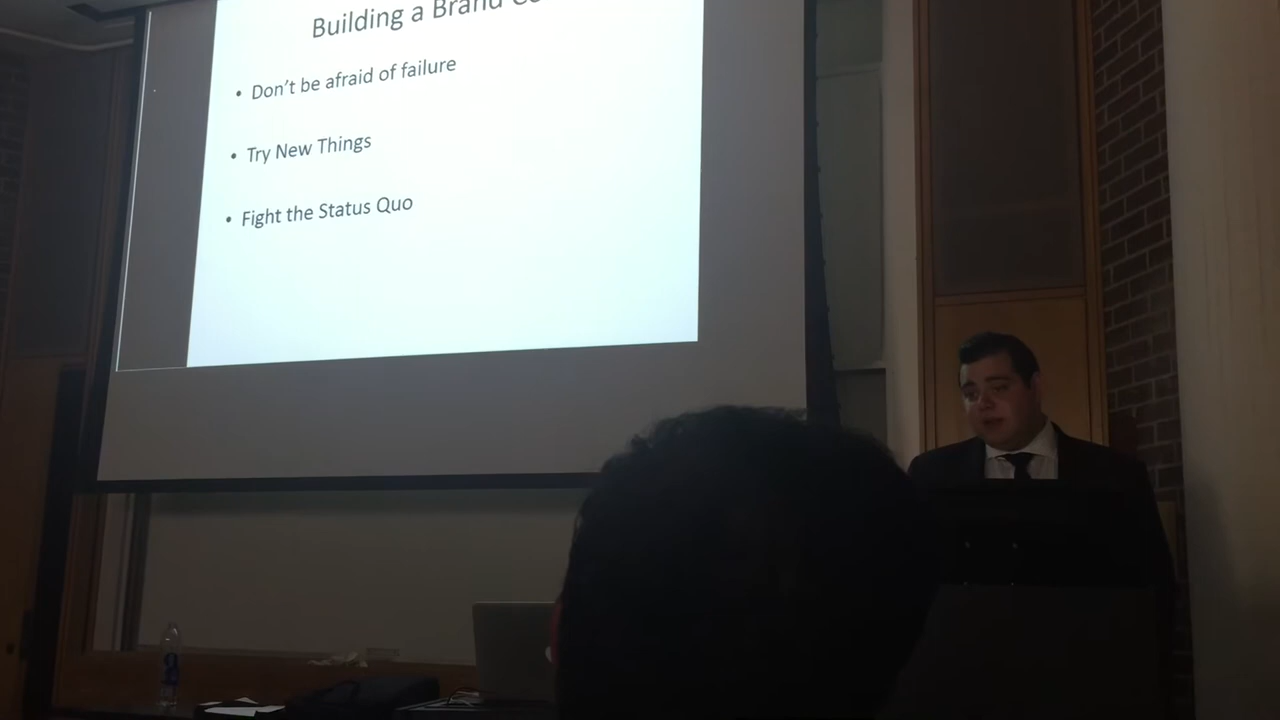 Building a Brand
• Don't be afraid of failure
• Try New Things
• Fight the Status Quo